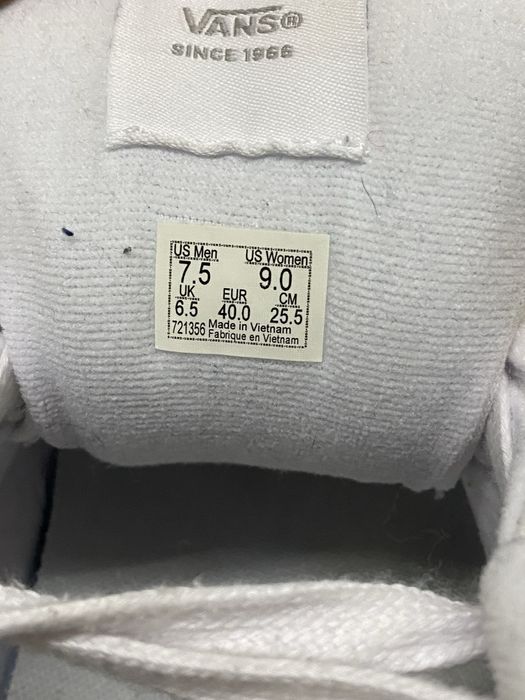 VANS®
SINCE 1966
US Men US Women
7.5 9.0
UK EUR CM
6.5 40.0 25.5
721356 Made in Vietnam
Fabrique en Vietnam